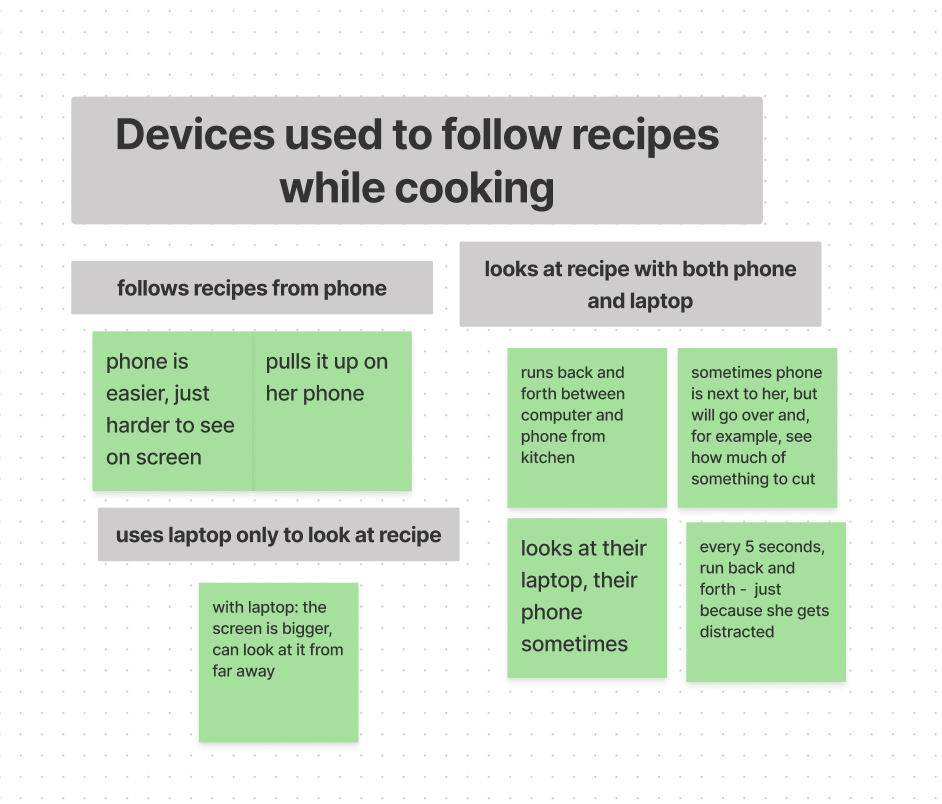 Devices used to follow recipes
while cooking
follows recipes from phone
phone is
easier, just
harder to see
on screen
pulls it up on
her phone
uses laptop only to look at recipe
with laptop: the
screen is bigger,
can look at it from
far away
looks at recipe with both phone
and laptop
runs back and
forth between
computer and
phone from
kitchen
sometimes phone
is next to her, but
will go over and,
for example, see
how much of
something to cut
looks at their
laptop, their
phone
sometimes
every 5 seconds,
run back and
forth -  just
because she gets
distracted